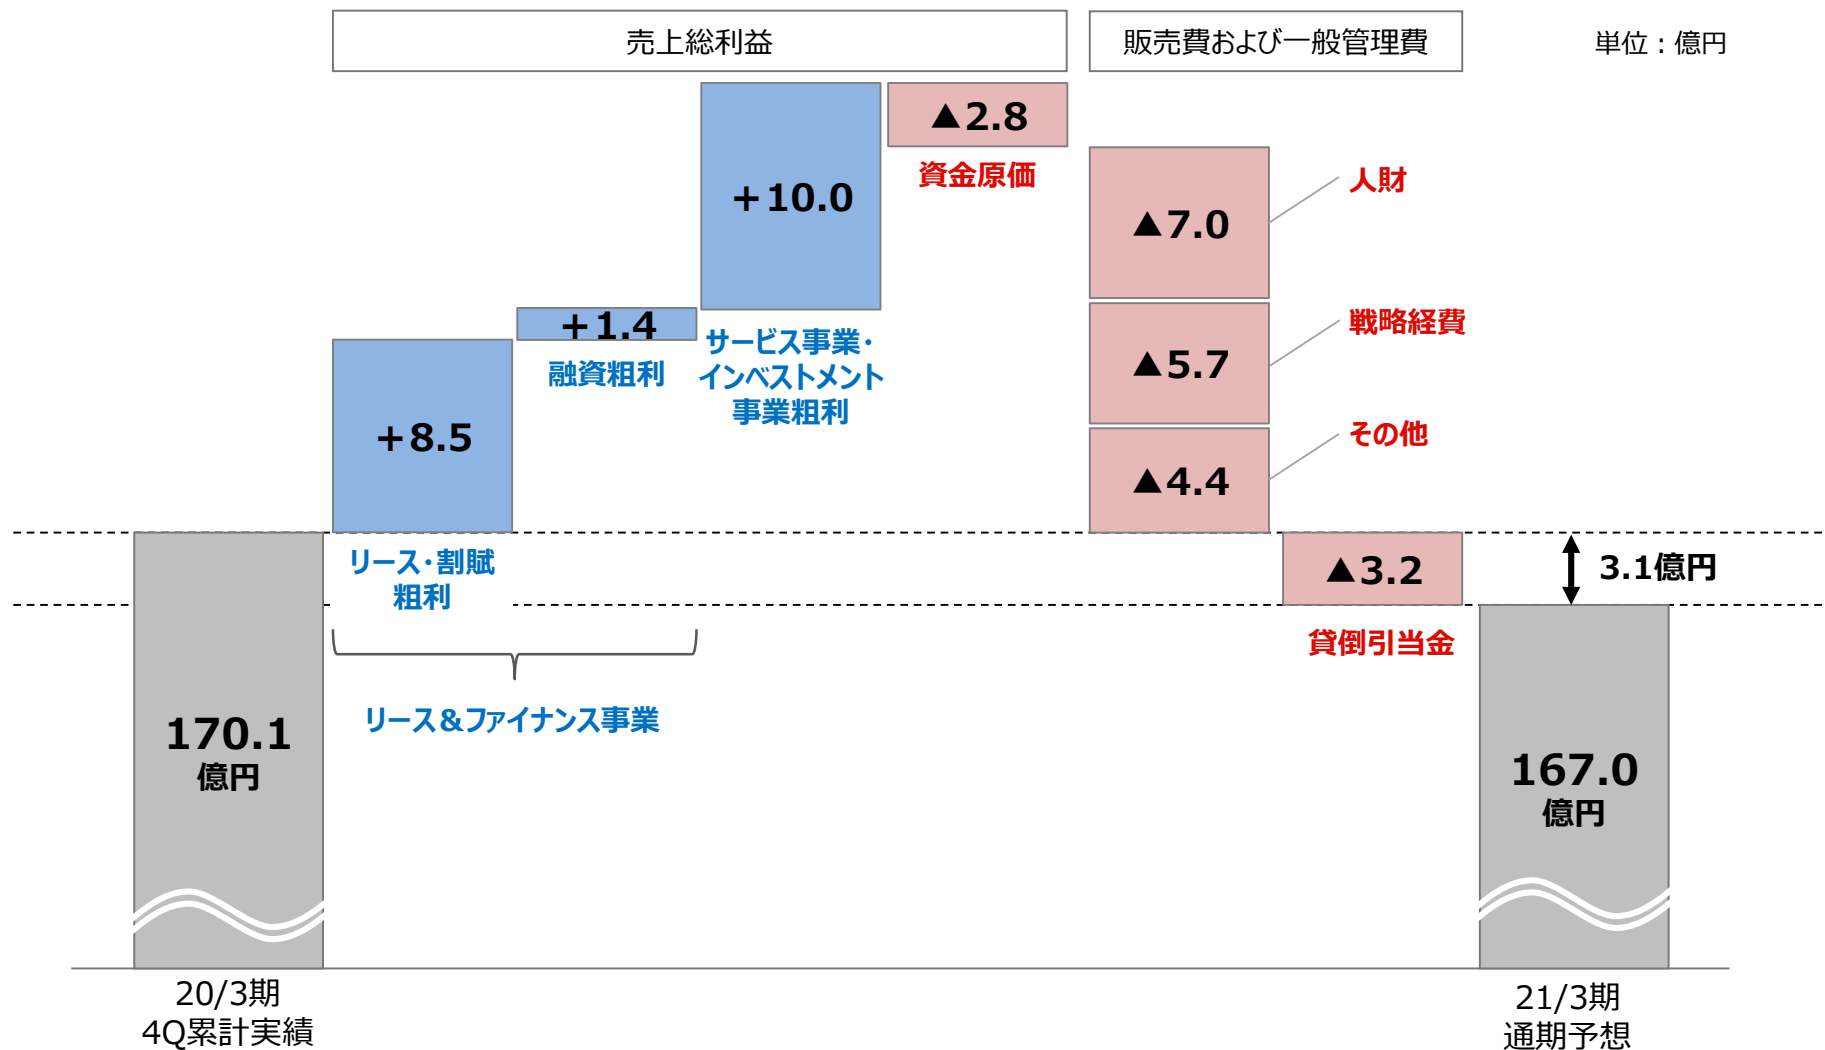 売上総利益
販売費および一般管理費
単位：億円
▲2.8
資金原価
＋10.0
サービス事業・
インベストメント
事業粗利
＋1.4
融資粗利
＋8.5
リース・割賦
粗利
リース＆ファイナンス事業
▲7.0
人財
▲5.7
戦略経費
▲4.4
その他
▲3.2
貸倒引当金
3.1億円
170.1
億円
167.0
億円
20/3期
4Q累計実績
21/3期
通期予想